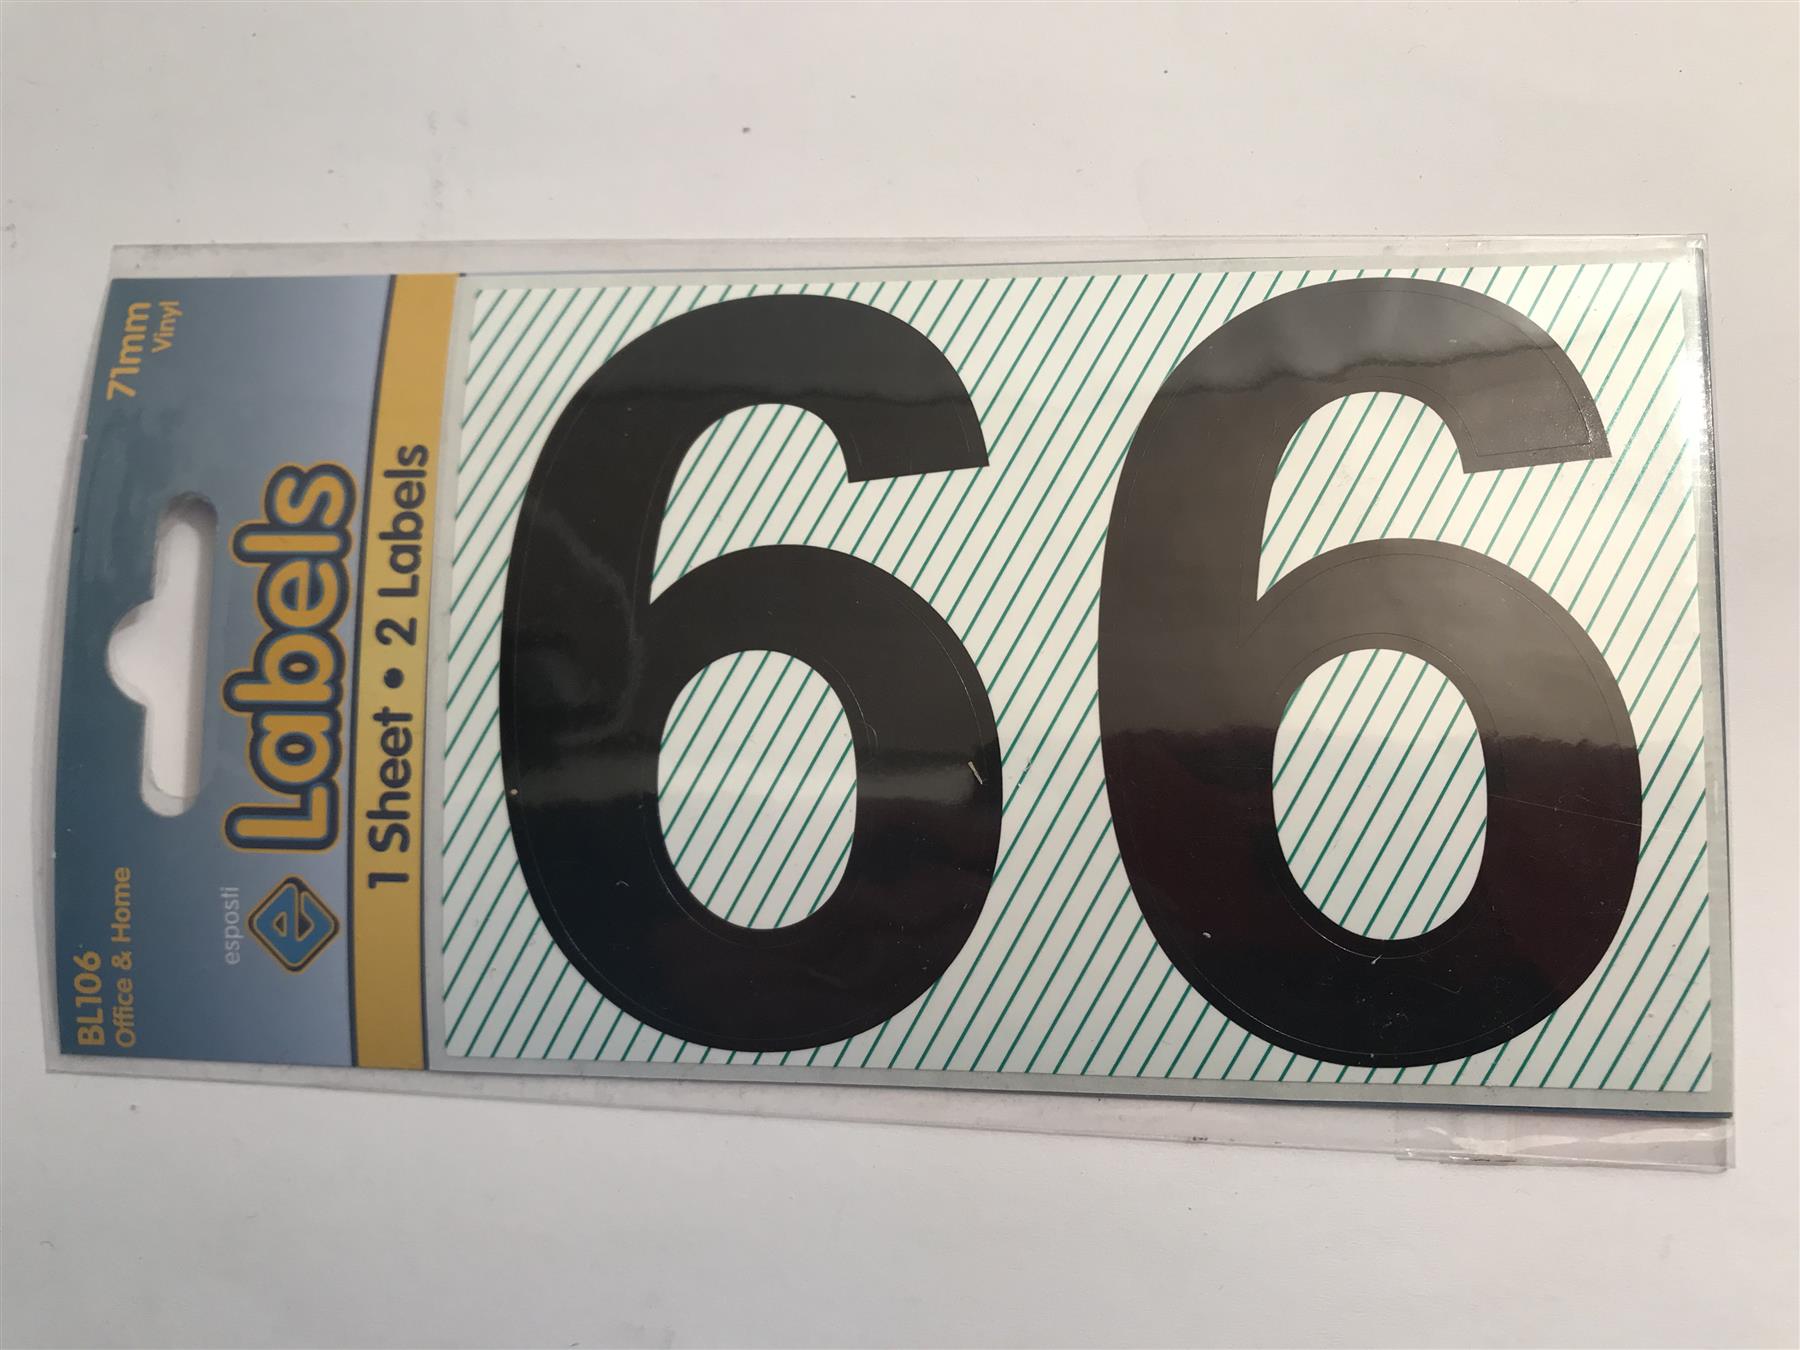 BL106
Office & Home
71mm
Vinyl
esposti
e Labels
1 Sheet • 2 Labels
66